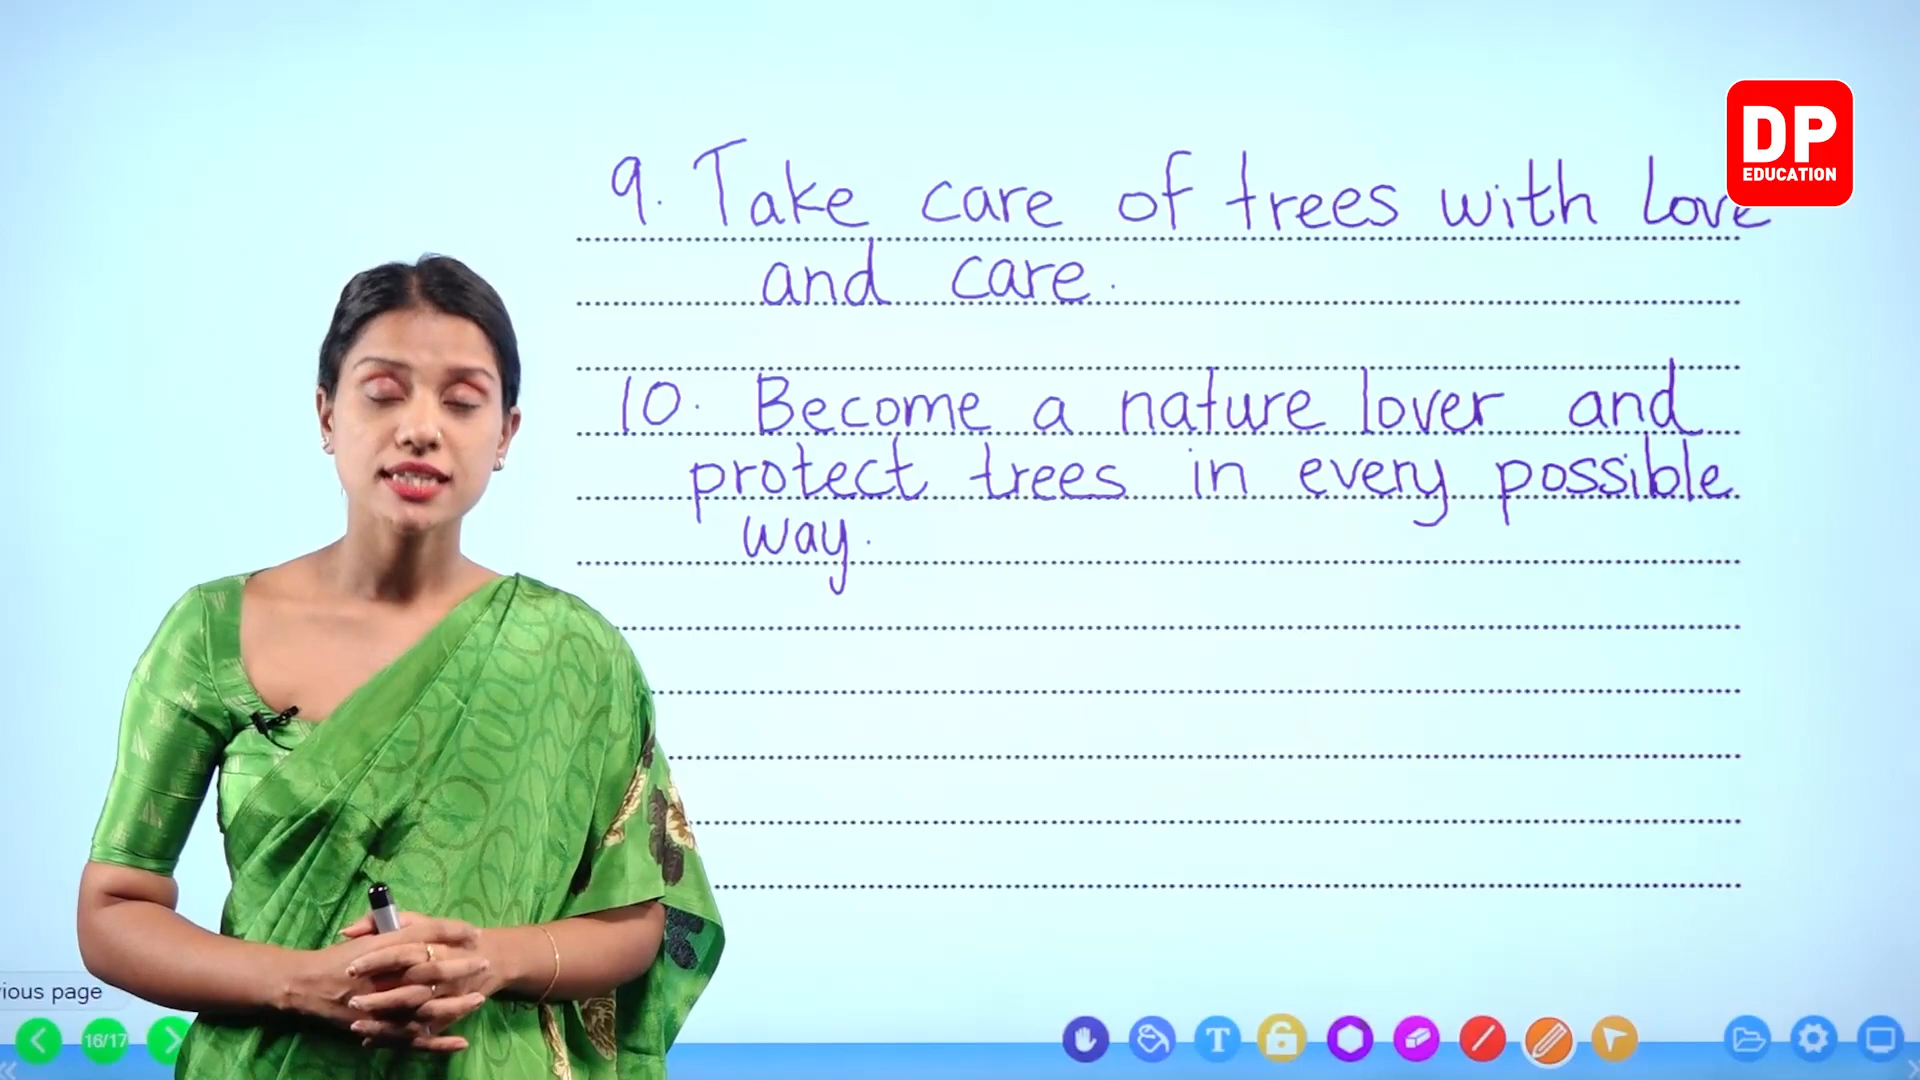 DP
EDUCATION
9. Take care of trees with love
and care.
10. Become a nature lover and
protect trees in every possible
way.
vious page
16/17
T